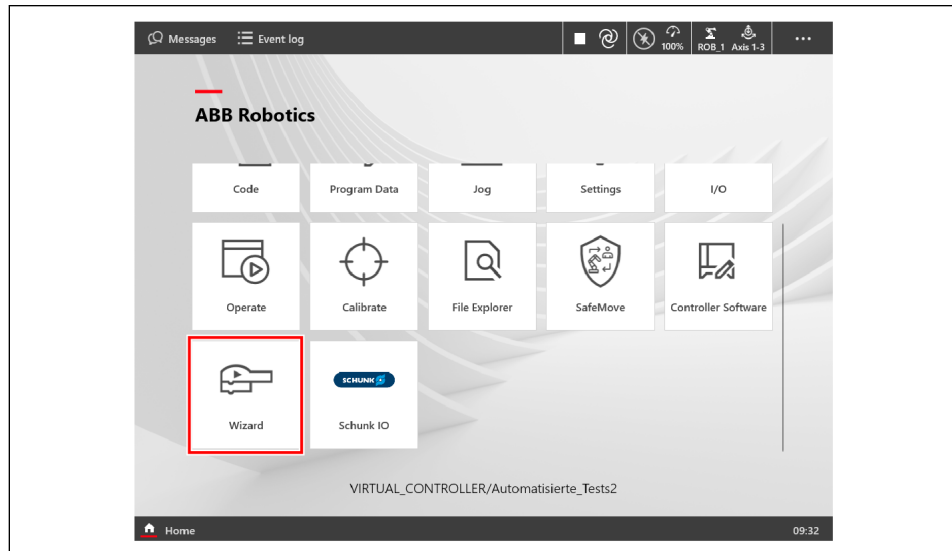 Messages Event log 100% ROB_1 Axis 1-3 ...
ABB Robotics
Code Program Data Jog Settings I/O
Operate Calibrate File Explorer SafeMove Controller Software
SCHUNK
Wizard Schunk IO
VIRTUAL_CONTROLLER/Automatisierte_Tests2
Home 09:32